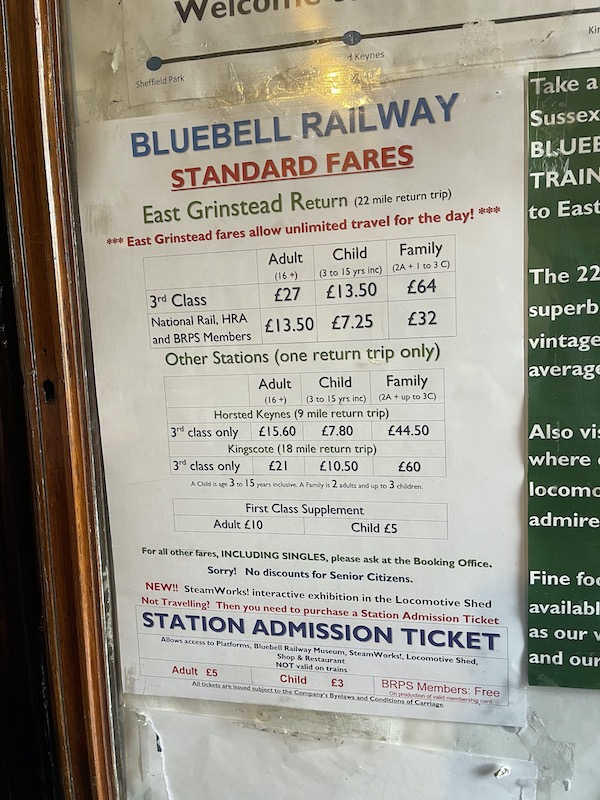 Welcome
Sheffield Park
d Keynes
Kin
BLUEBELL RAILWAY
STANDARD FARES
East Grinstead Return (22 mile return trip)
*** East Grinstead fares allow unlimited travel for the day! ***
Adult Child Family
(16 +) (3 to 15 yrs inc) (2A + 1 to 3 C)
3rd Class £27 £13.50 £64
National Rail, HRA
and BRPS Members £13.50 £7.25 £32
Other Stations (one return trip only)
Adult Child Family
(16 +) (3 to 15 yrs inc) (2A + up to 3C)
Horsted Keynes (9 mile return trip)
3rd class only £15.60 £7.80 £44.50
Kingscote (18 mile return trip)
3rd class only £21 £10.50 £60
A Child is age 3 to 15 years inclusive. A Family is 2 adults and up to 3 children.
First Class Supplement
Adult £10 Child £5
For all other fares, INCLUDING SINGLES, please ask at the Booking Office.
Sorry! No discounts for Senior Citizens.
NEW!! SteamWorks! interactive exhibition in the Locomotive Shed
Not Travelling? Then you need to purchase a Station Admission Ticket
STATION ADMISSION TICKET
Allows access to Platforms, Bluebell Railway Museum, SteamWorks!, Locomotive Shed,
Shop & Restaurant
NOT valid on trains
Adult £5 Child £3 BRPS Members: Free
On production of valid membership card
All tickets are issued subject to the Company's Byelaws and Conditions of Carriage.
Take a
Sussex
BLUEB
TRAIN
to East
The 22
superb
vintage
average
Also vis
where
locomo
admire
Fine foo
availabl
as our v
and our